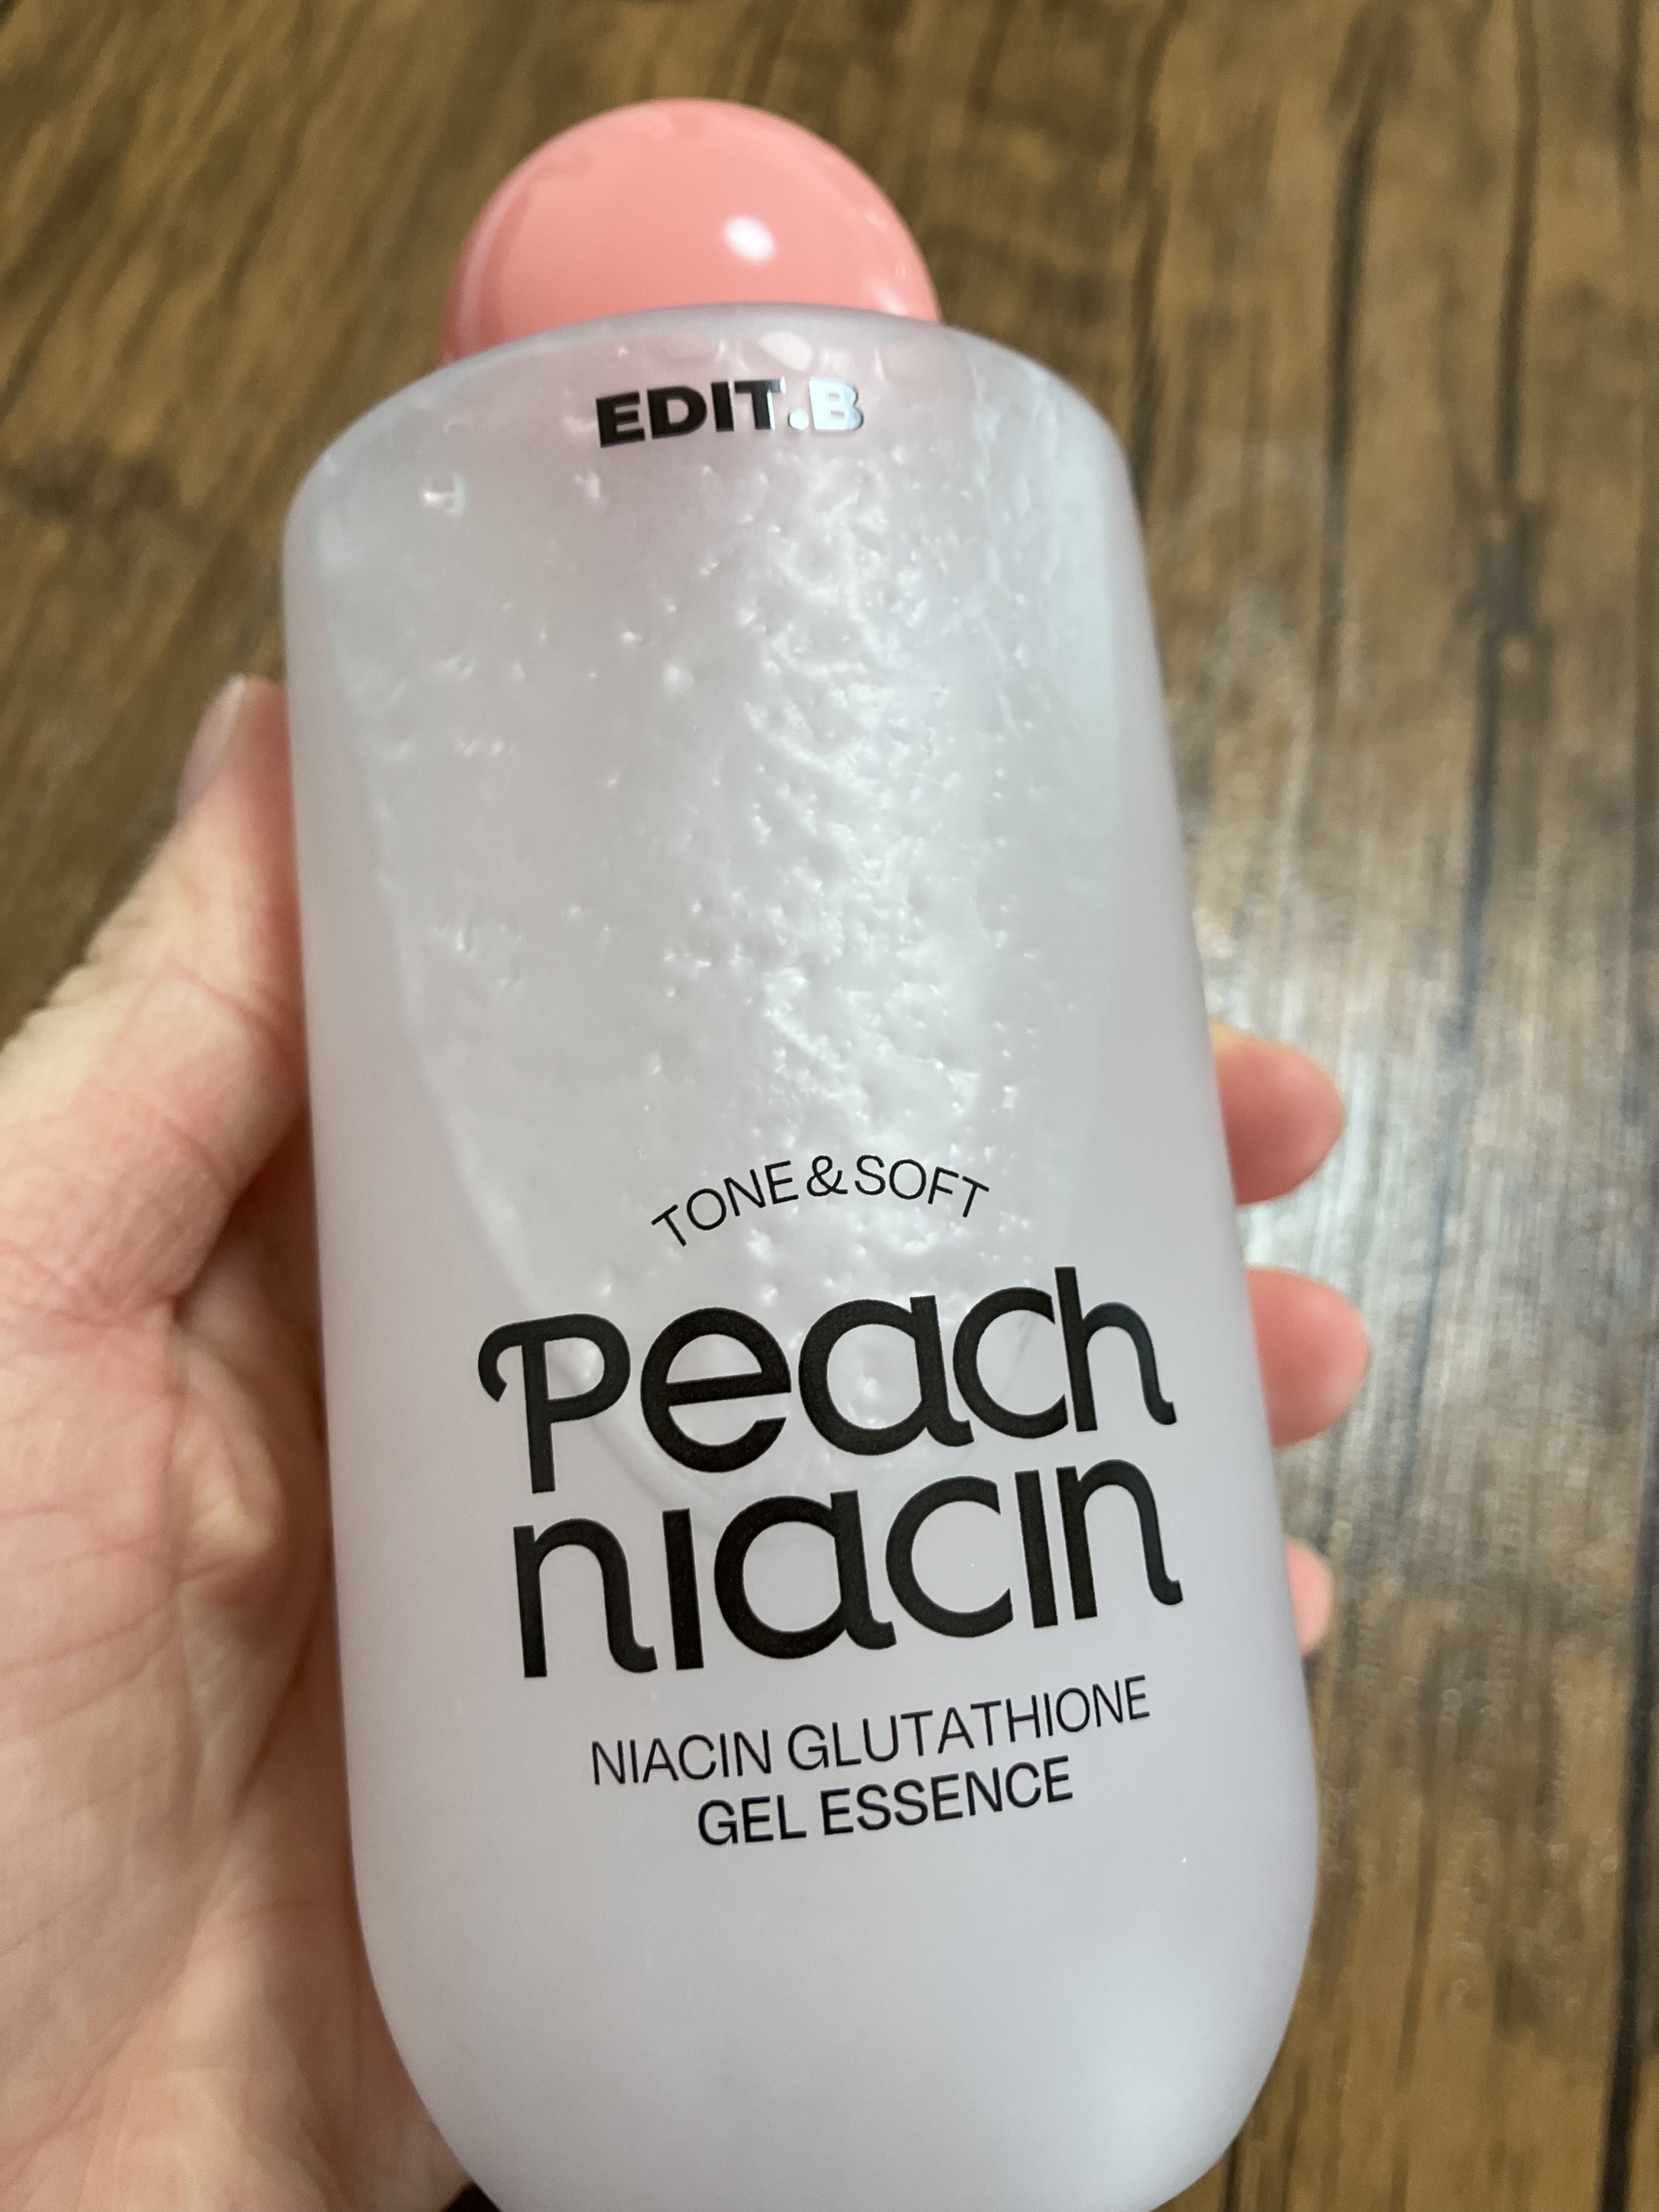 EDIT.B
TONE&SOFT
Peach
niacin
NIACIN GLUTATHIONE
GEL ESSENCE